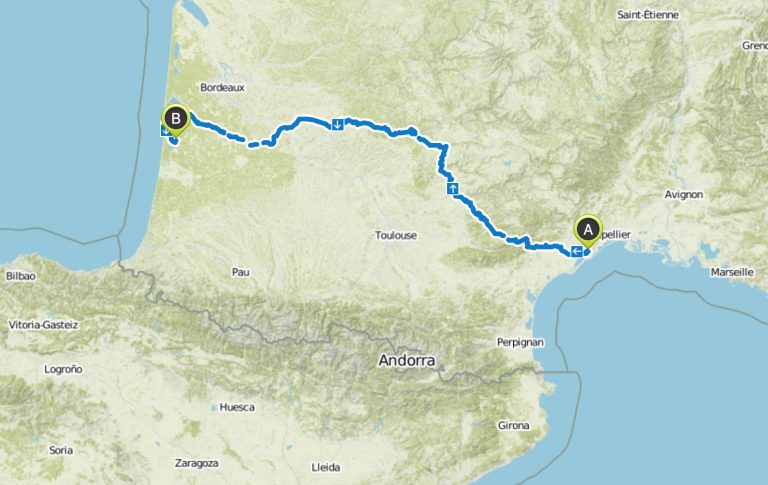 Saint-Étienne
Bordeaux
B
Avignon
A
pellier
Toulouse
Marseille
Bilbao
Pau
Vitoria-Gasteiz
Perpignan
Andorra
Logroño
Huesca
Girona
Soria
Zaragoza
Lleida
Greno